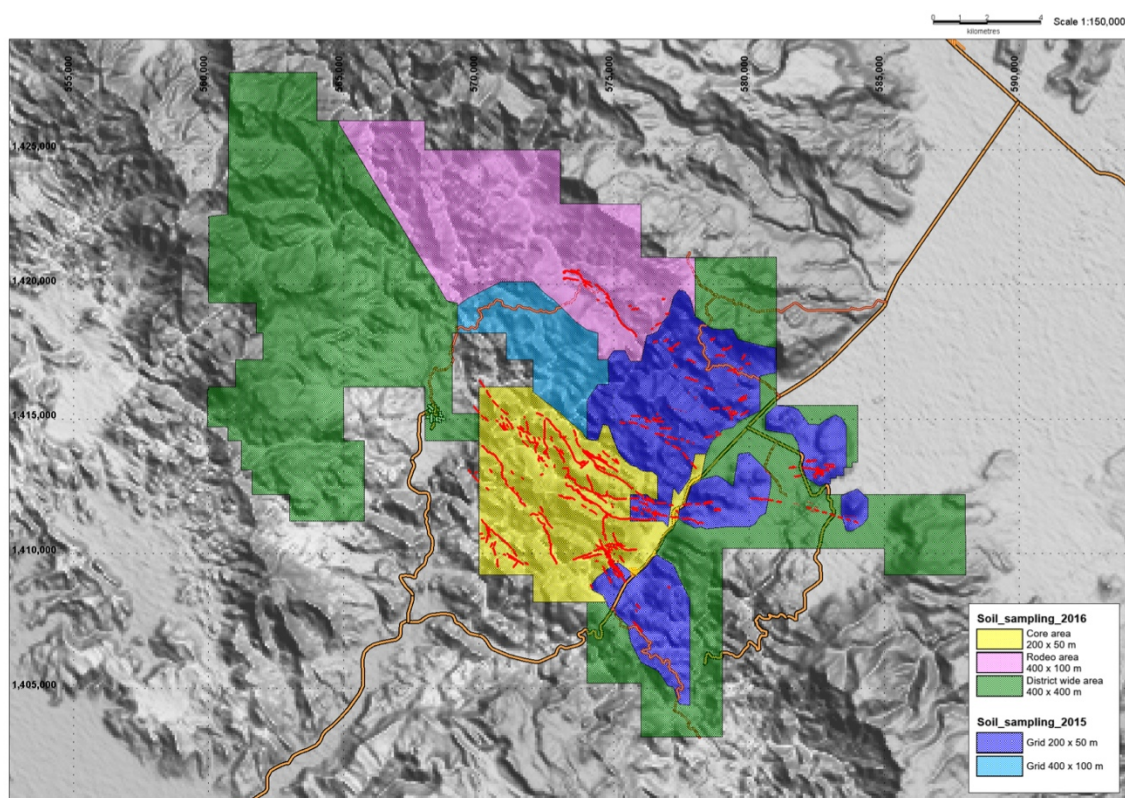 0 1 2 4 Scale 1:150,000
kilometres
555,000
560,000
565,000
570,000
575,000
580,000
585,000
590,000
1,425,000
1,420,000
1,415,000
1,410,000
1,405,000
Soil_sampling_2016
Core area
200 x 50 m
Rodeo area
400 x 100 m
District wide area
400 x 400 m
Soil_sampling_2015
Grid 200 x 50 m
Grid 400 x 100 m